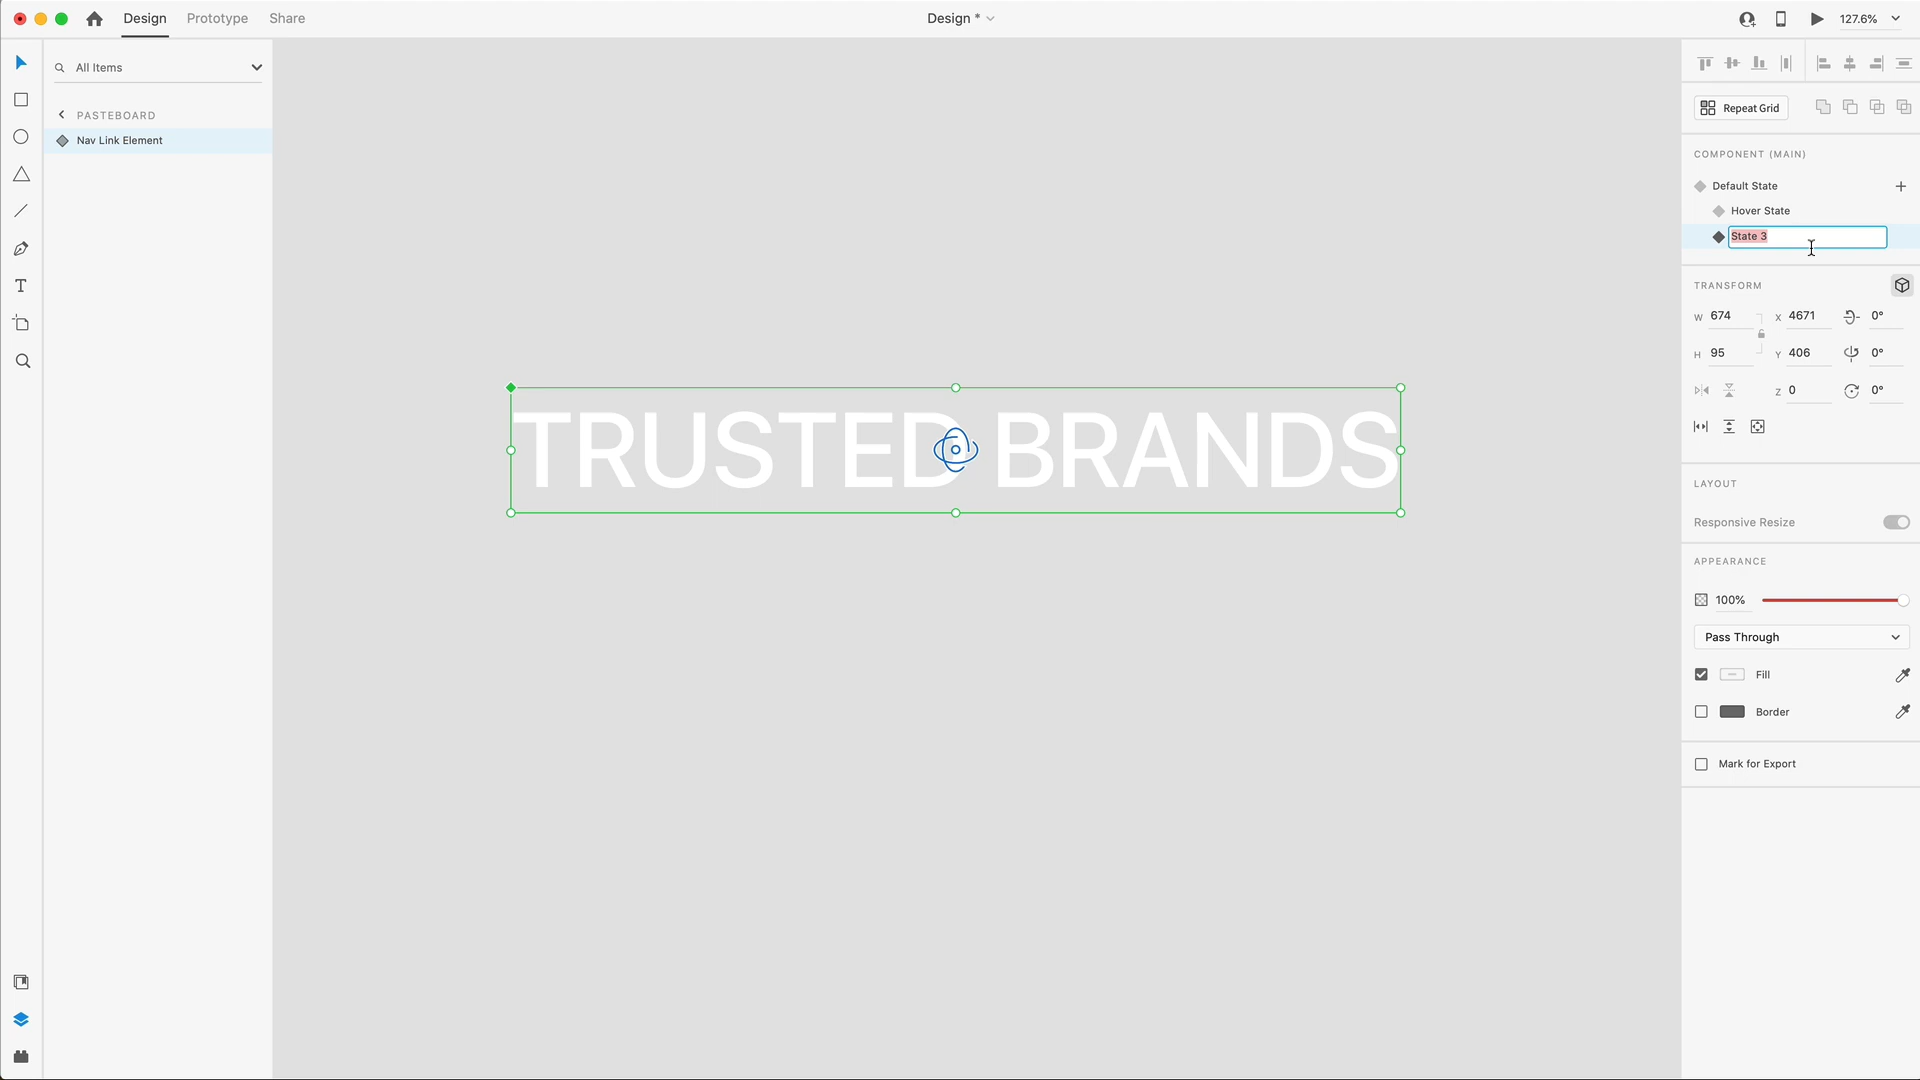 Design Prototype Share Design * 127.6%
All Items
PASTEBOARD
Nav Link Element
TRUSTED BRANDS
Repeat Grid
COMPONENT (MAIN)
Default State
Hover State
State 3
TRANSFORM
W 674 X 4671 0°
H 95 Y 406 0°
Z 0 0°
LAYOUT
Responsive Resize
APPEARANCE
100%
Pass Through
Fill
Border
Mark for Export